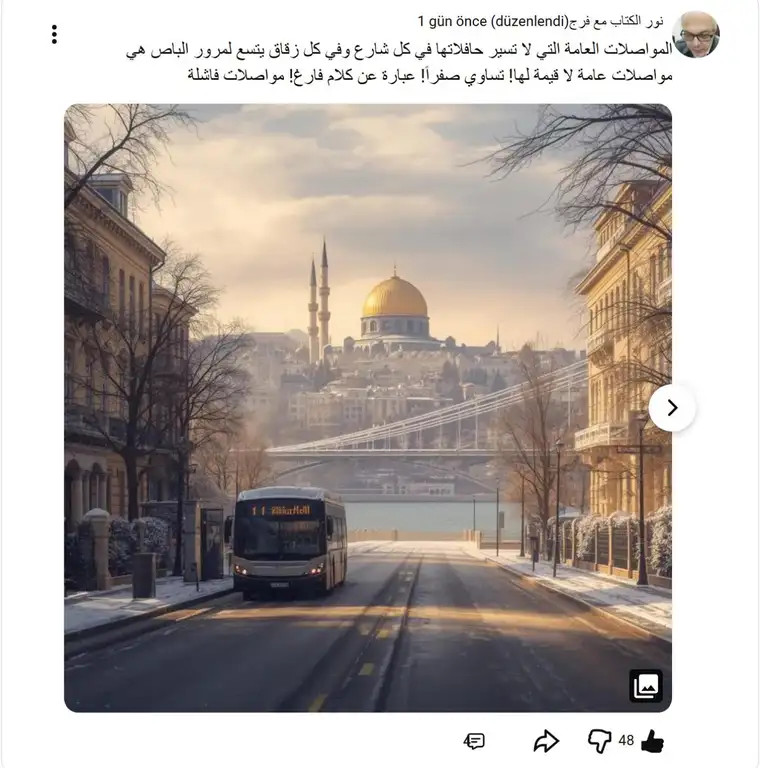 نور الكتاب مع فرج(düzenlendi) 1 gün önce
المواصلات العامة التي لا تسير حافلاتها في كل شارع وفي كل زقاق يتسع لمرور الباص هي
مواصلات عامة لا قيمة لها! تساوي صفراً! عبارة عن كلام فارغ! مواصلات فاشلة
48
4